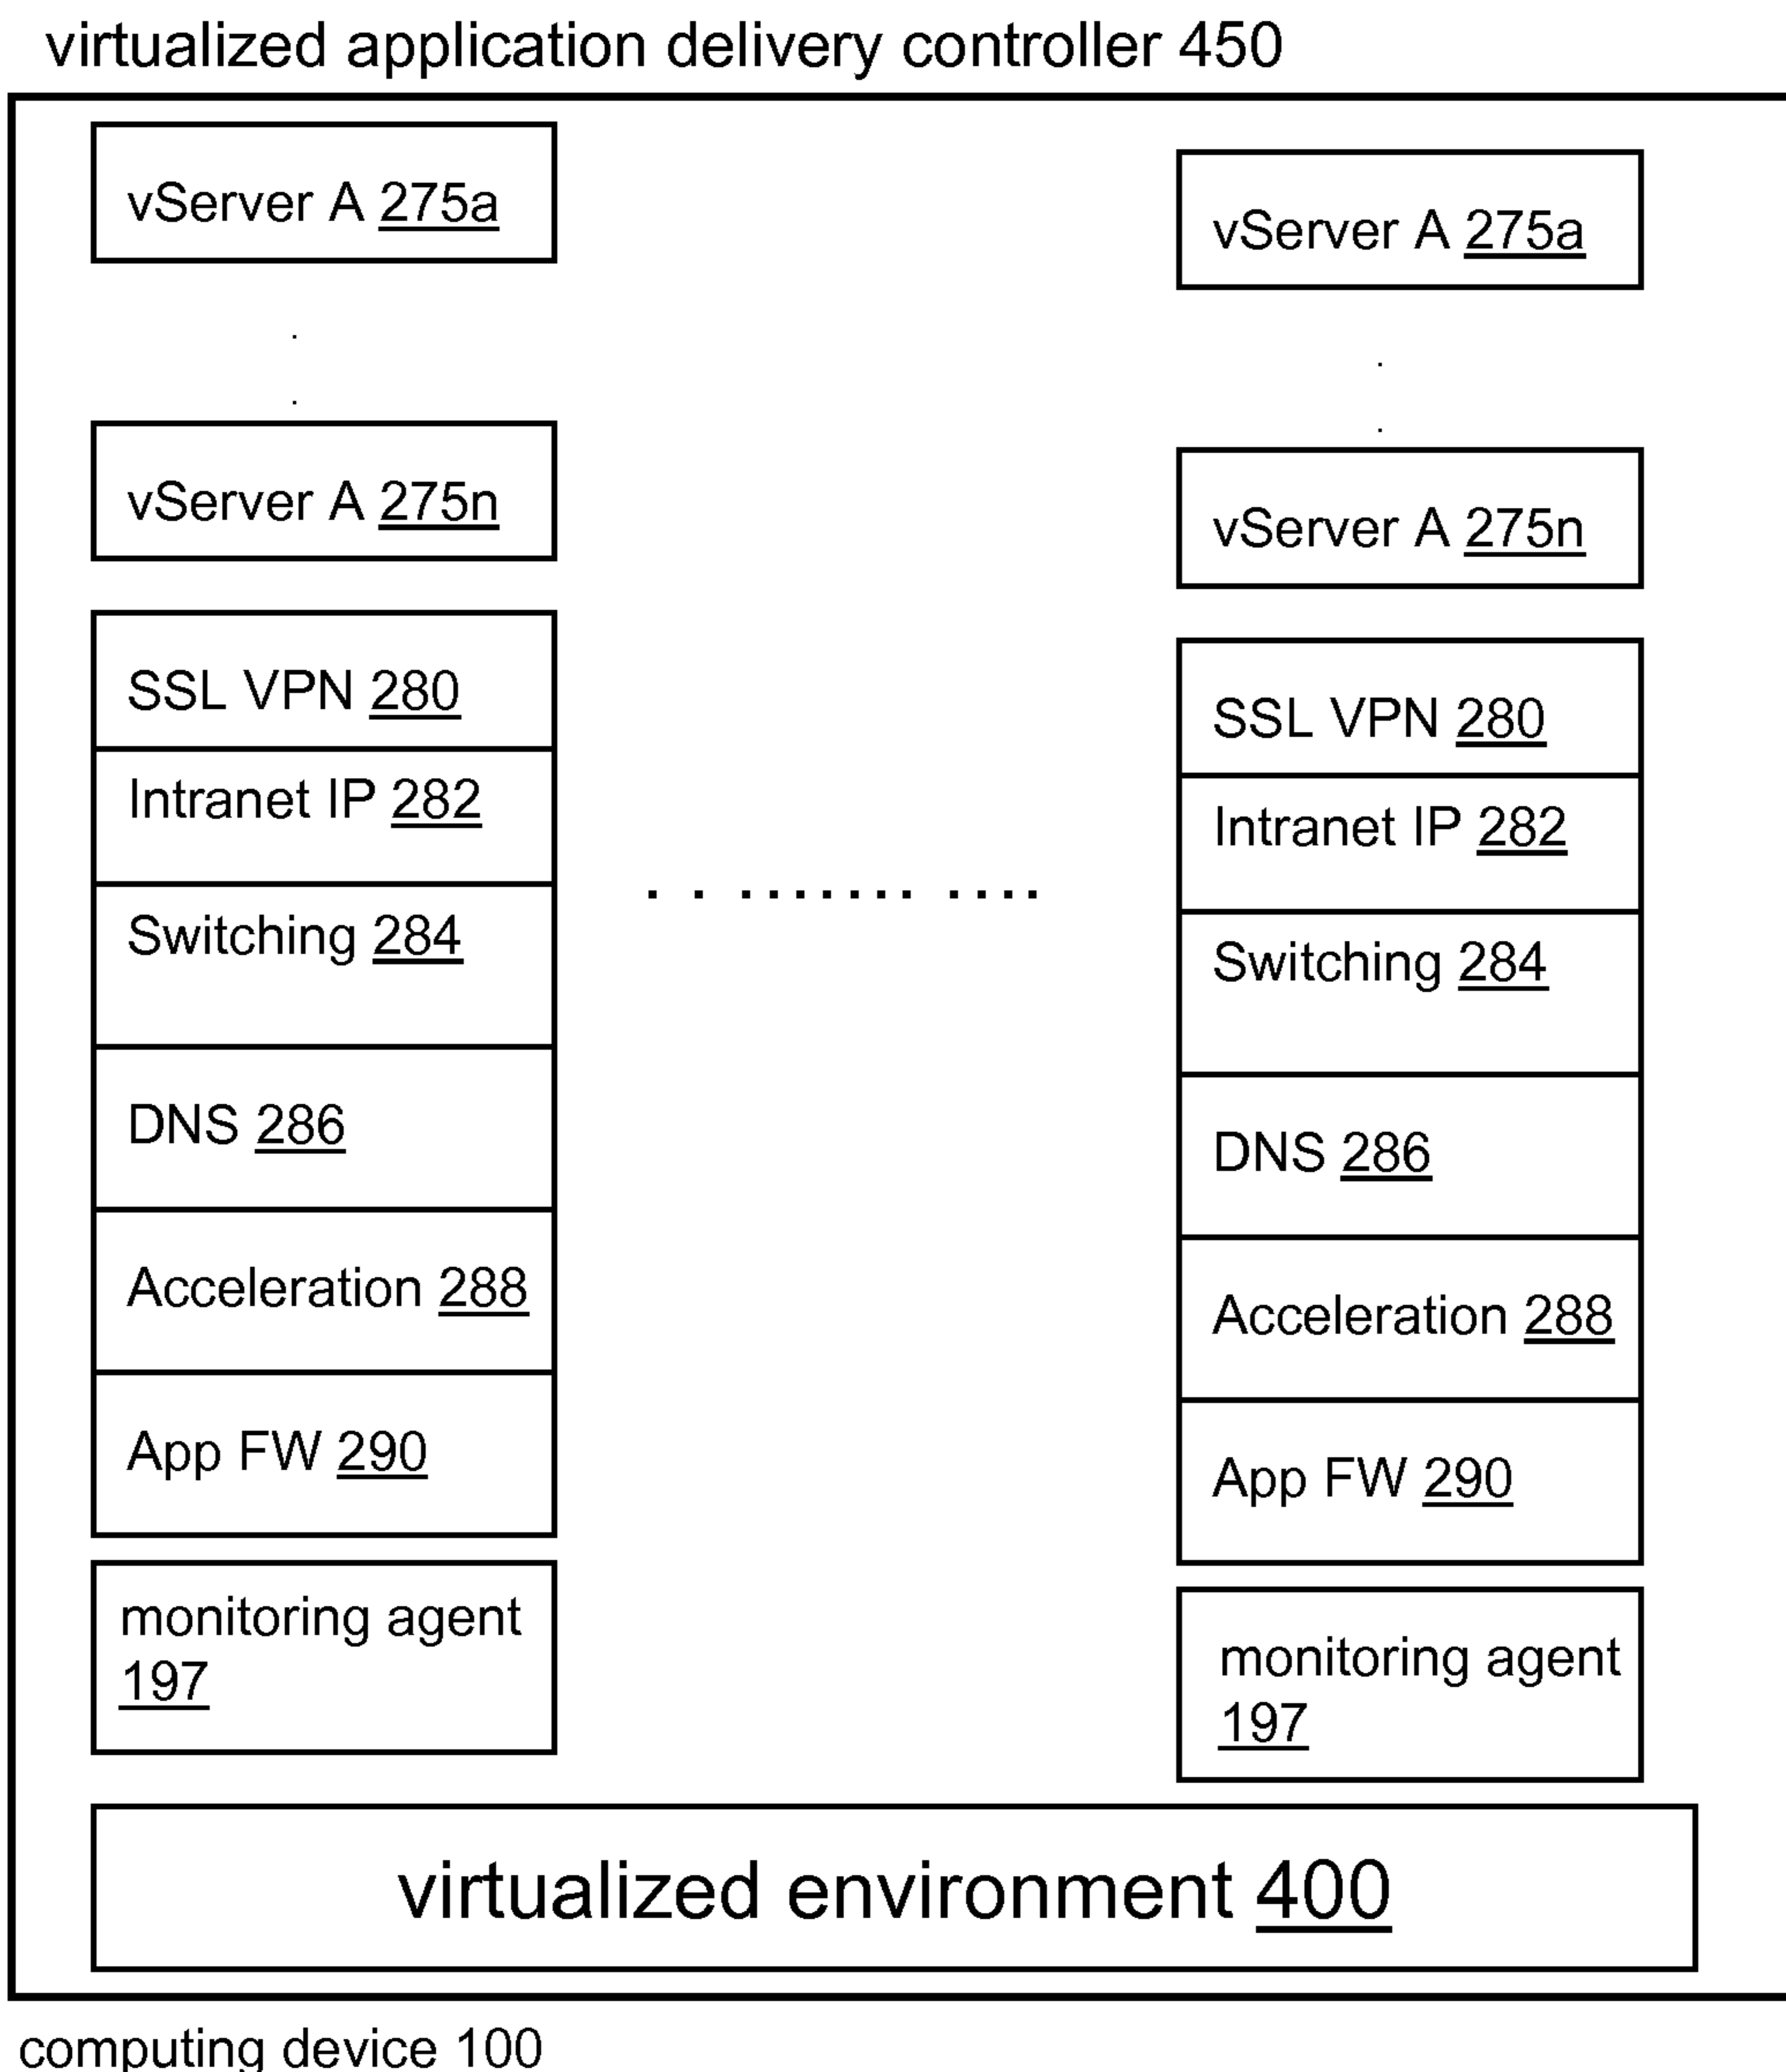 virtualized application delivery controller 450
vServer A 275a
vServer A 275n
SSL VPN 280
Intranet IP 282
Switching 284
DNS 286
Acceleration 288
App FW 290
monitoring agent
197
vServer A 275a
vServer A 275n
SSL VPN 280
Intranet IP 282
Switching 284
DNS 286
Acceleration 288
App FW 290
monitoring agent
197
virtualized environment 400
computing device 100